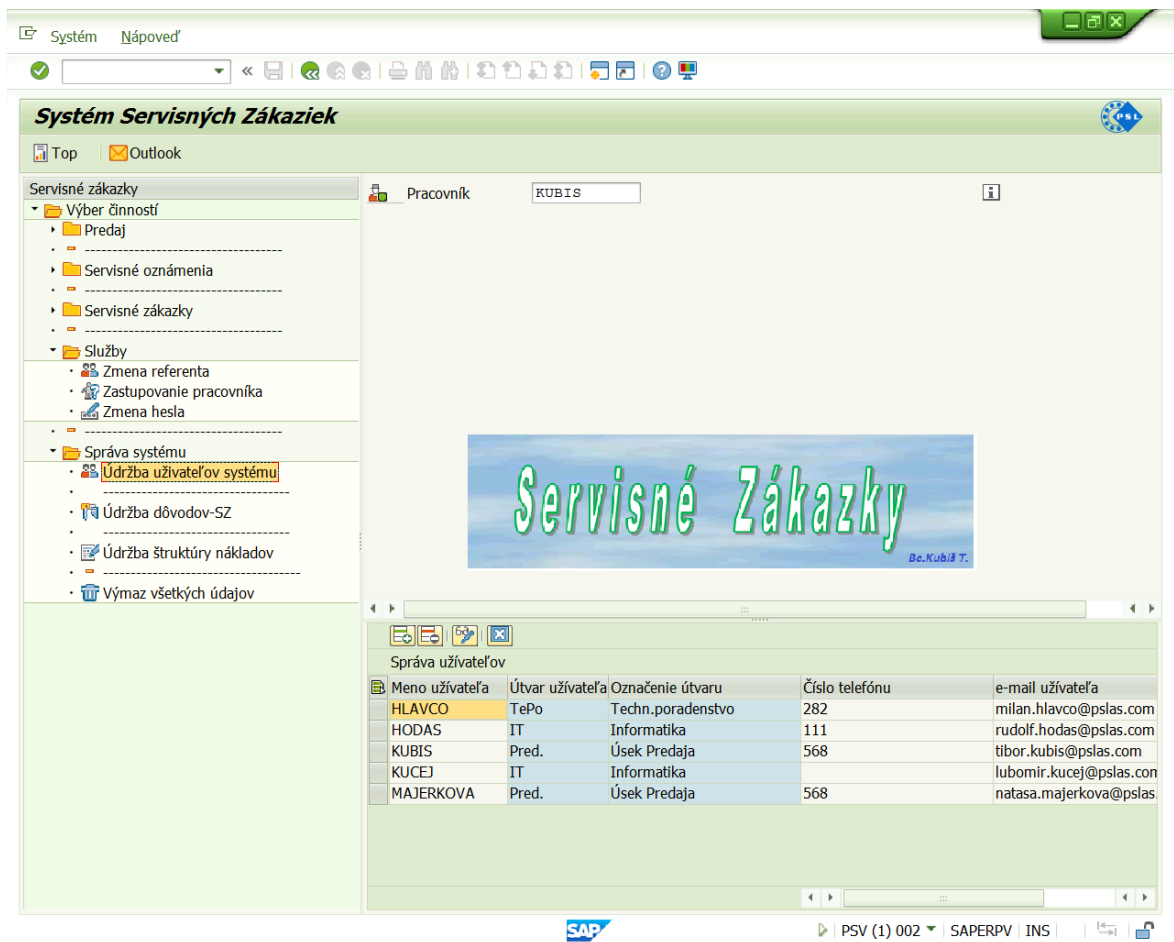 Systém Nápoveď
Systém Servisných Zákaziek
PSL
Top Outlook
Servisné zákazky
Výber činností
Predaj
------------------------------------
Servisné oznámenia
------------------------------------
Servisné zákazky
------------------------------------
Služby
Zmena referenta
Zastupovanie pracovníka
Zmena hesla
------------------------------------
Správa systému
Údržba uživateľov systému
----------------------------------
Údržba dôvodov-SZ
----------------------------------
Údržba štruktúry nákladov
------------------------------------
Výmaz všetkých údajov
Pracovník KUBIS
Servisné Zákazky
Bc.Kubiš T.
Správa užívateľov
Meno užívateľa Útvar užívateľa Označenie útvaru Číslo telefónu e-mail užívateľa
HLAVCO TePo Techn.poradenstvo 282 milan.hlavco@pslas.com
HODAS IT Informatika 111 rudolf.hodas@pslas.com
KUBIS Pred. Úsek Predaja 568 tibor.kubis@pslas.com
KUCEJ IT Informatika lubomir.kucej@pslas.com
MAJERKOVA Pred. Úsek Predaja 568 natasa.majerkova@pslas.
SAP PSV (1) 002 SAPERPV INS